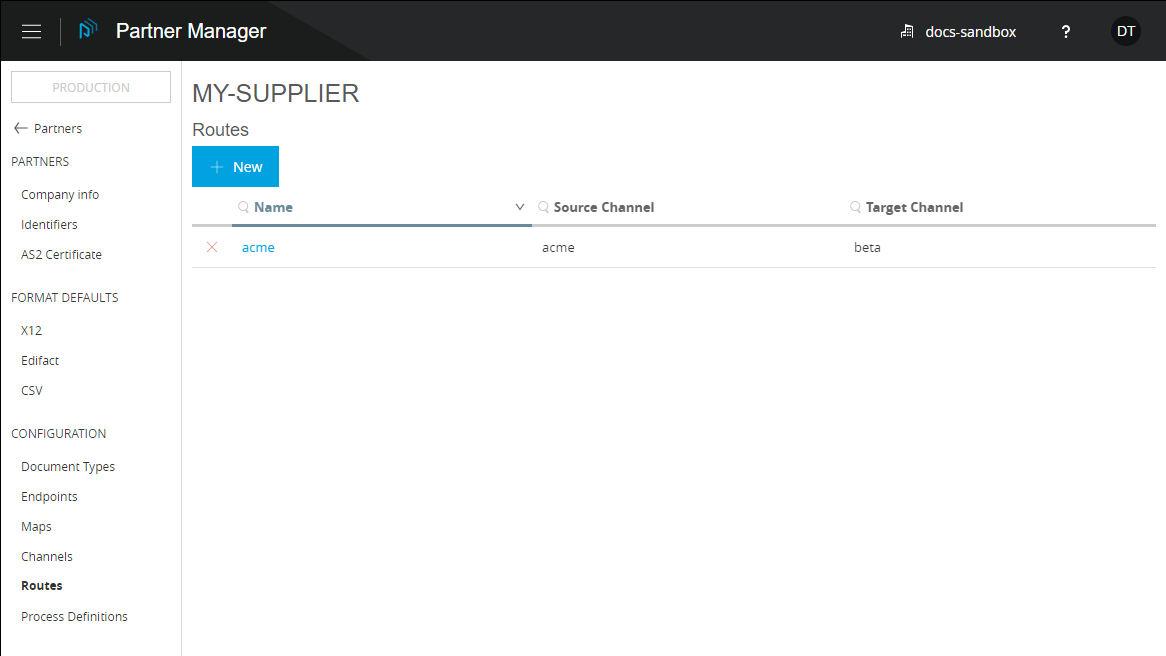 Partner Manager
docs-sandbox
?
DT
PRODUCTION
Partners
PARTNERS
Company info
Identifiers
AS2 Certificate
FORMAT DEFAULTS
X12
Edifact
CSV
CONFIGURATION
Document Types
Endpoints
Maps
Channels
Routes
Process Definitions
MY-SUPPLIER
Routes
+ New
Name Source Channel Target Channel
acme acme beta